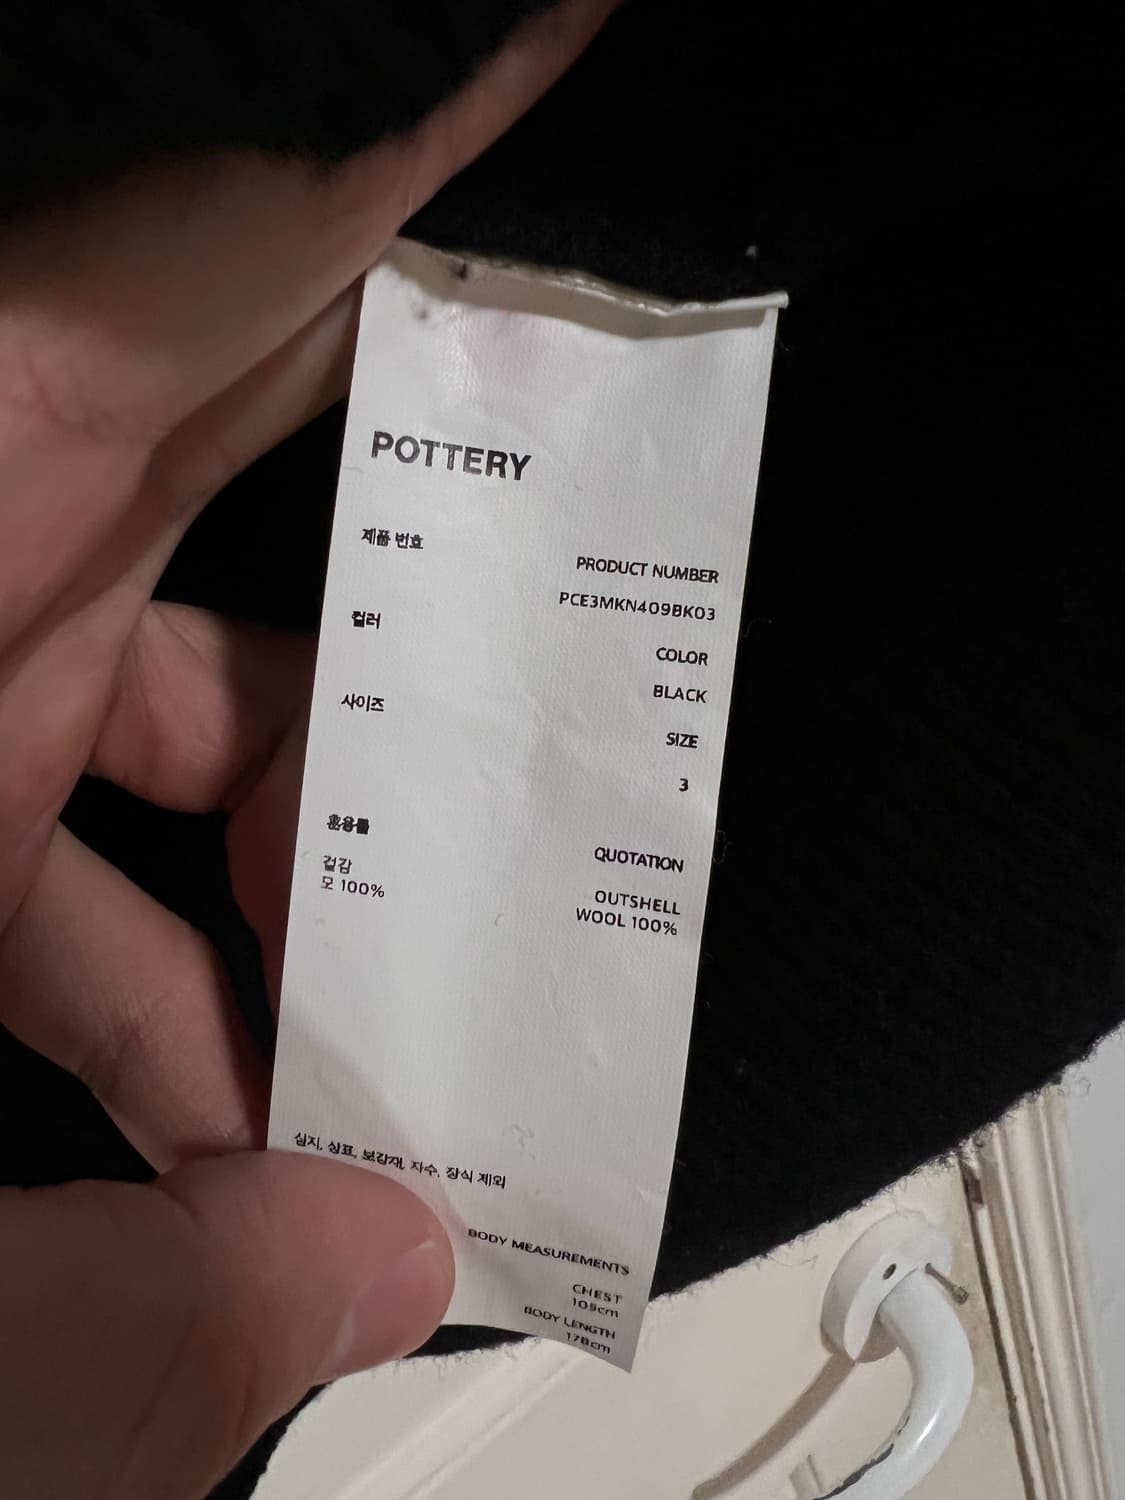 POTTERY
제품 번호
PRODUCT NUMBER
PCE3MKN409BK03
컬러
COLOR
BLACK
사이즈
SIZE
3
혼용률
QUOTATION
겉감
모 100%
OUTSHELL
WOOL 100%
심지, 상표, 보강재, 자수, 장식 제외
BODY MEASUREMENTS
CHEST
105cm
BODY LENGTH
178cm